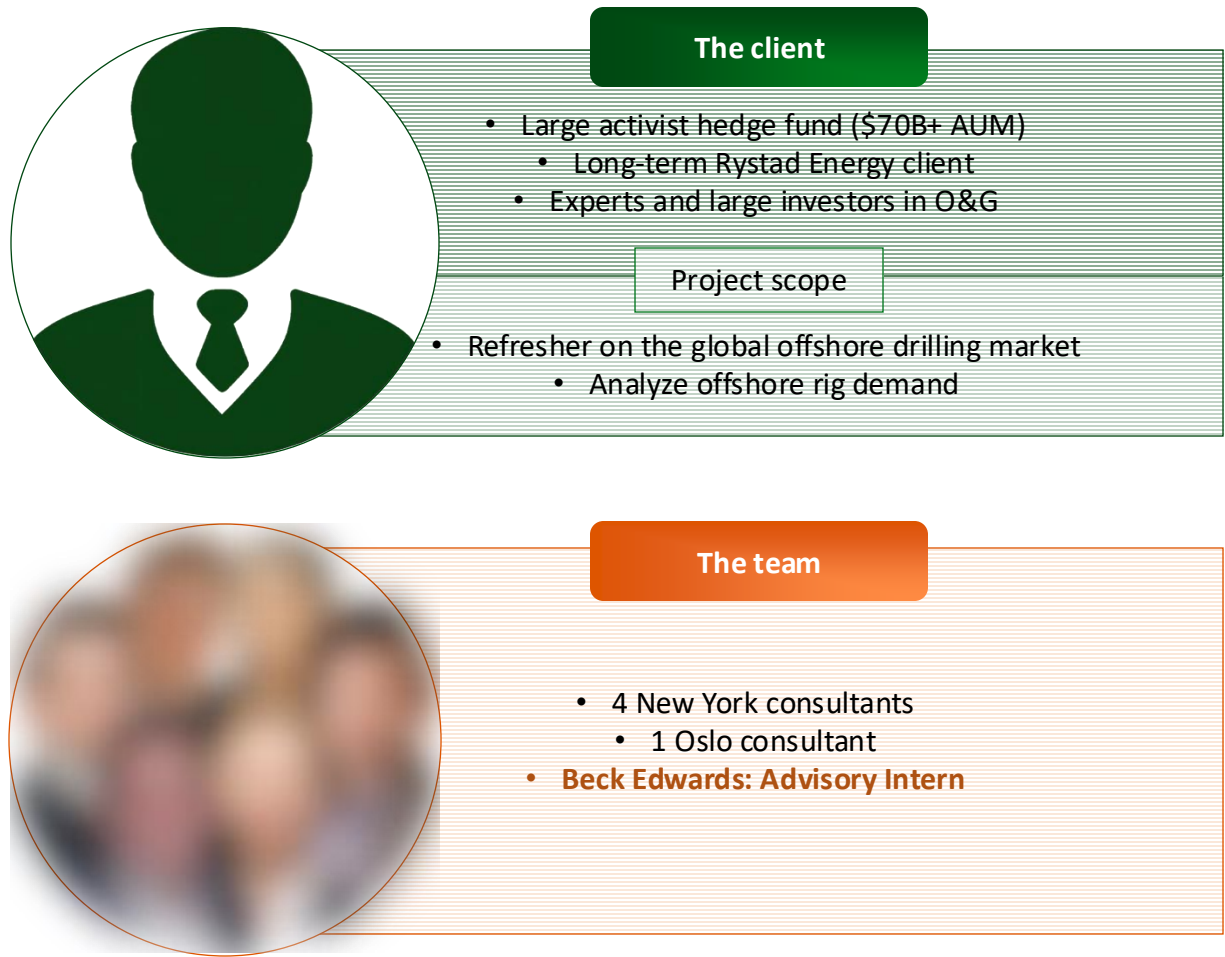 The client
• Large activist hedge fund ($70B+ AUM)
• Long-term Rystad Energy client
• Experts and large investors in O&G
Project scope
• Refresher on the global offshore drilling market
• Analyze offshore rig demand
The team
• 4 New York consultants
• 1 Oslo consultant
• Beck Edwards: Advisory Intern